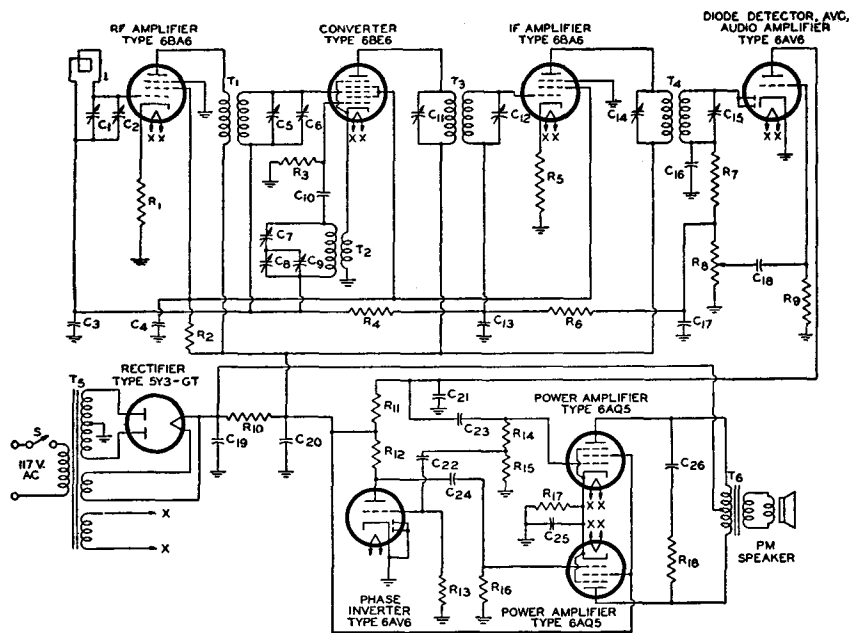 RF AMPLIFIER
TYPE 6BA6
CONVERTER
TYPE 6BE6
IF AMPLIFIER
TYPE 6BA6
DIODE DETECTOR, AVC,
AUDIO AMPLIFIER
TYPE 6AV6
L
C1
C2
X X
T1
C5
C6
X X
C11
T3
C12
X X
C14
T4
C15
X X
R1
R3
C10
R5
C16
R7
C7
C8
C9
T2
R8
C18
R9
C3
C4
R2
R4
C13
R6
C17
T5
RECTIFIER
TYPE 5Y3-GT
S
117 V.
AC
R10
C19
C20
X
X
R11
C21
C23
R14
R12
C22
R15
C24
POWER AMPLIFIER
TYPE 6AQ5
R17
X X
C25
X X
C26
T6
R18
PM
SPEAKER
PHASE
INVERTER
TYPE 6AV6
R13
R16
POWER AMPLIFIER
TYPE 6AQ5